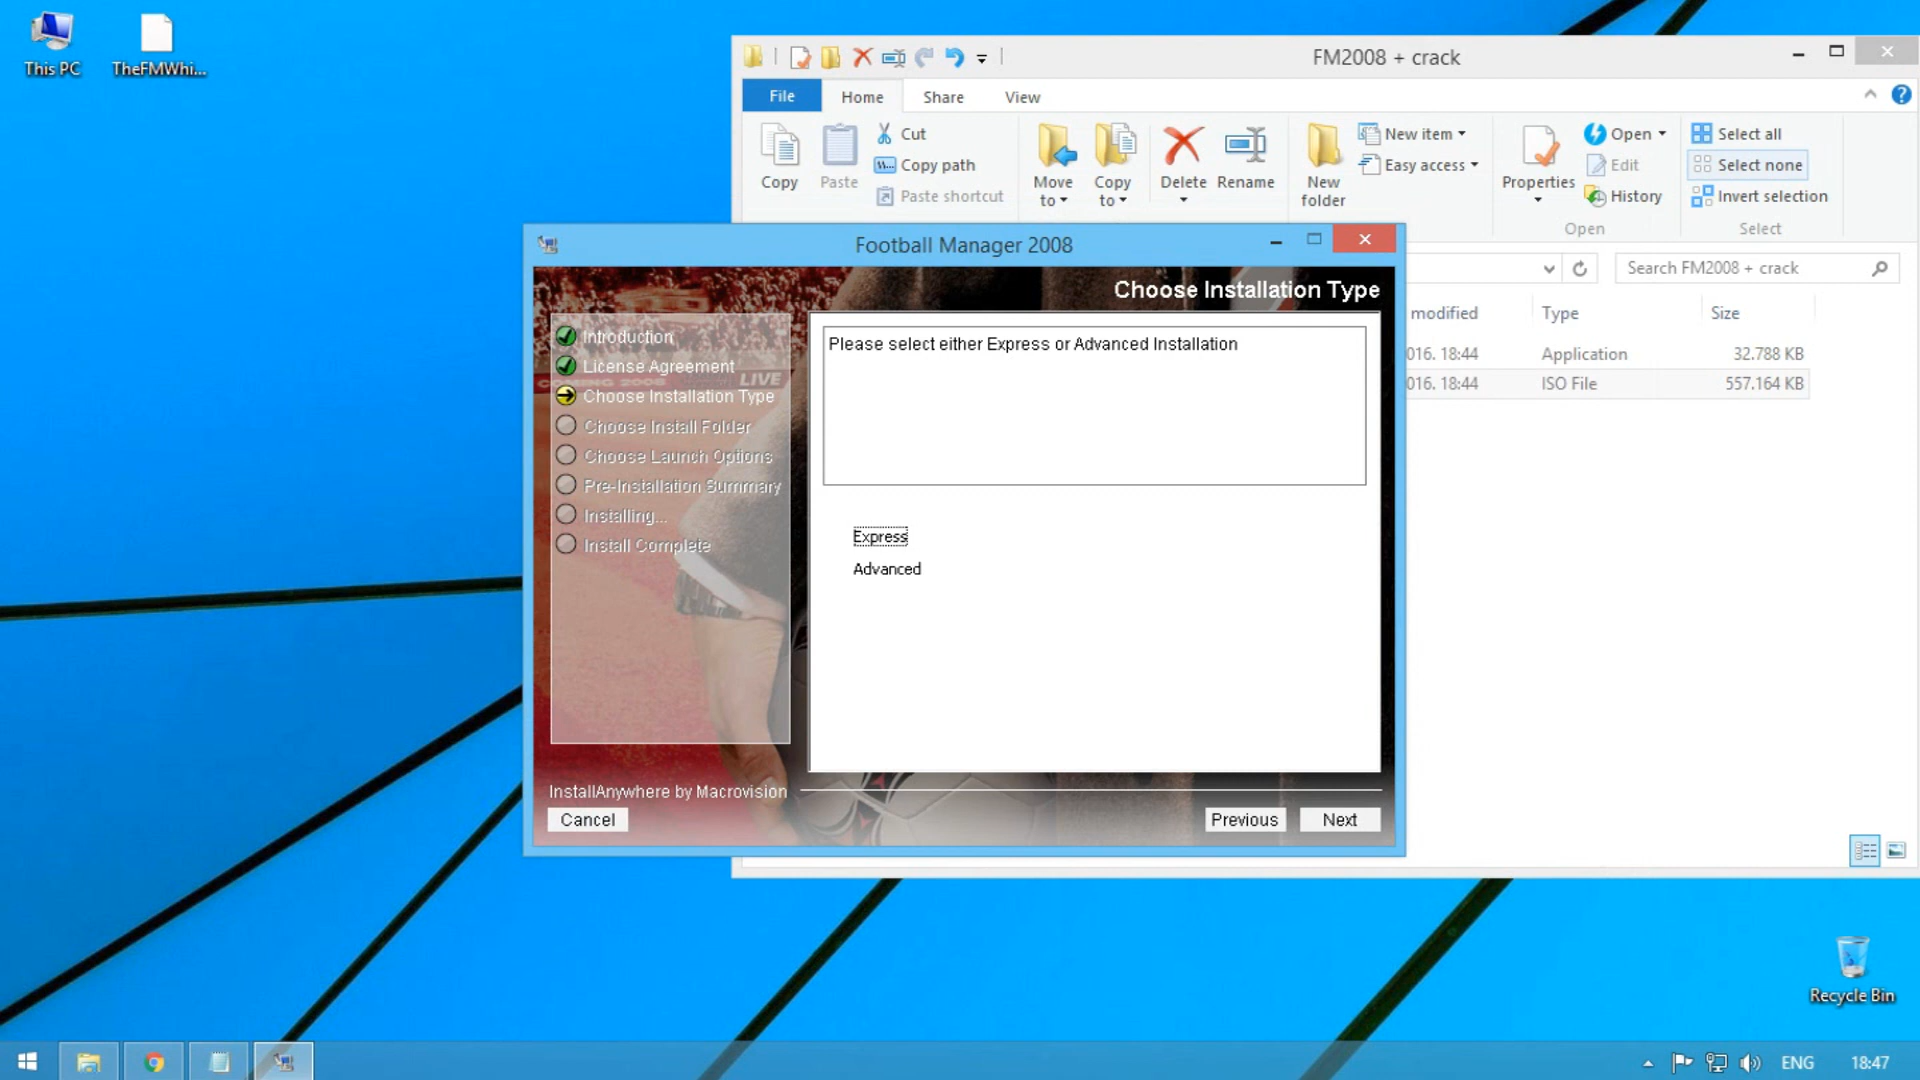 This PC
TheFMWhi...
FM2008 + crack
File
Home
Share
View
Copy
Paste
Cut
Copy path
Paste shortcut
Move to
Copy to
Delete
Rename
New folder
New item
Easy access
Properties
Open
Edit
History
Open
Select all
Select none
Invert selection
Select
Search FM2008 + crack
modified
Type
Size
016. 18:44
Application
32.788 KB
016. 18:44
ISO File
557.164 KB
Football Manager 2008
Choose Installation Type
Introduction
License Agreement
COMING 2008
LIVE
Choose Installation Type
Choose Install Folder
Choose Launch Options
Pre-Installation Summary
Installing...
Install Complete
Please select either Express or Advanced Installation
Express
Advanced
InstallAnywhere by Macrovision
Cancel
Previous
Next
Recycle Bin
ENG
18:47